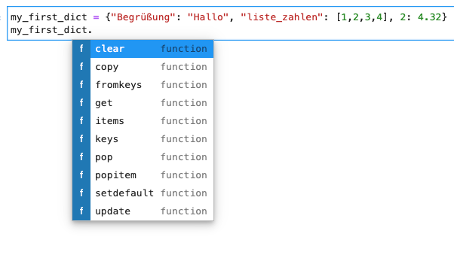 my_first_dict = {"Begrüßung": "Hallo", "liste_zahlen": [1,2,3,4], 2: 4.32}
my_first_dict.
f clear function
f copy function
f fromkeys function
f get function
f items function
f keys function
f pop function
f popitem function
f setdefault function
f update function